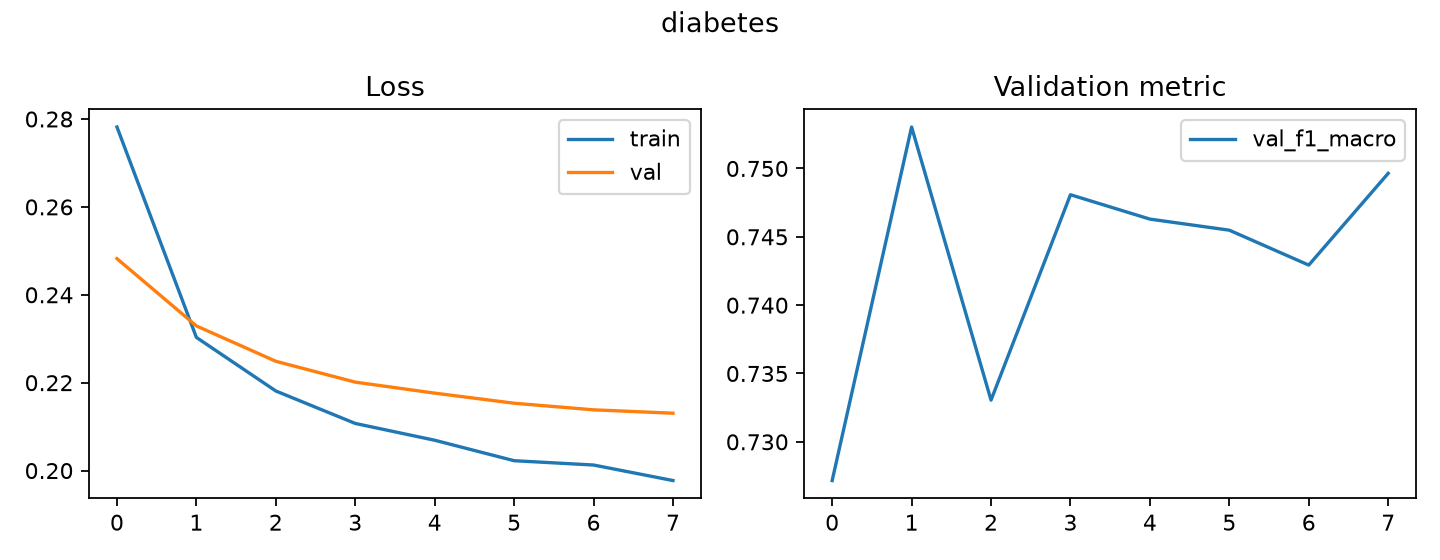 diabetes
Loss
0.28
0.26
0.24
0.22
0.20
0 1 2 3 4 5 6 7
train
val
Validation metric
0.750
0.745
0.740
0.735
0.730
0 1 2 3 4 5 6 7
val_f1_macro